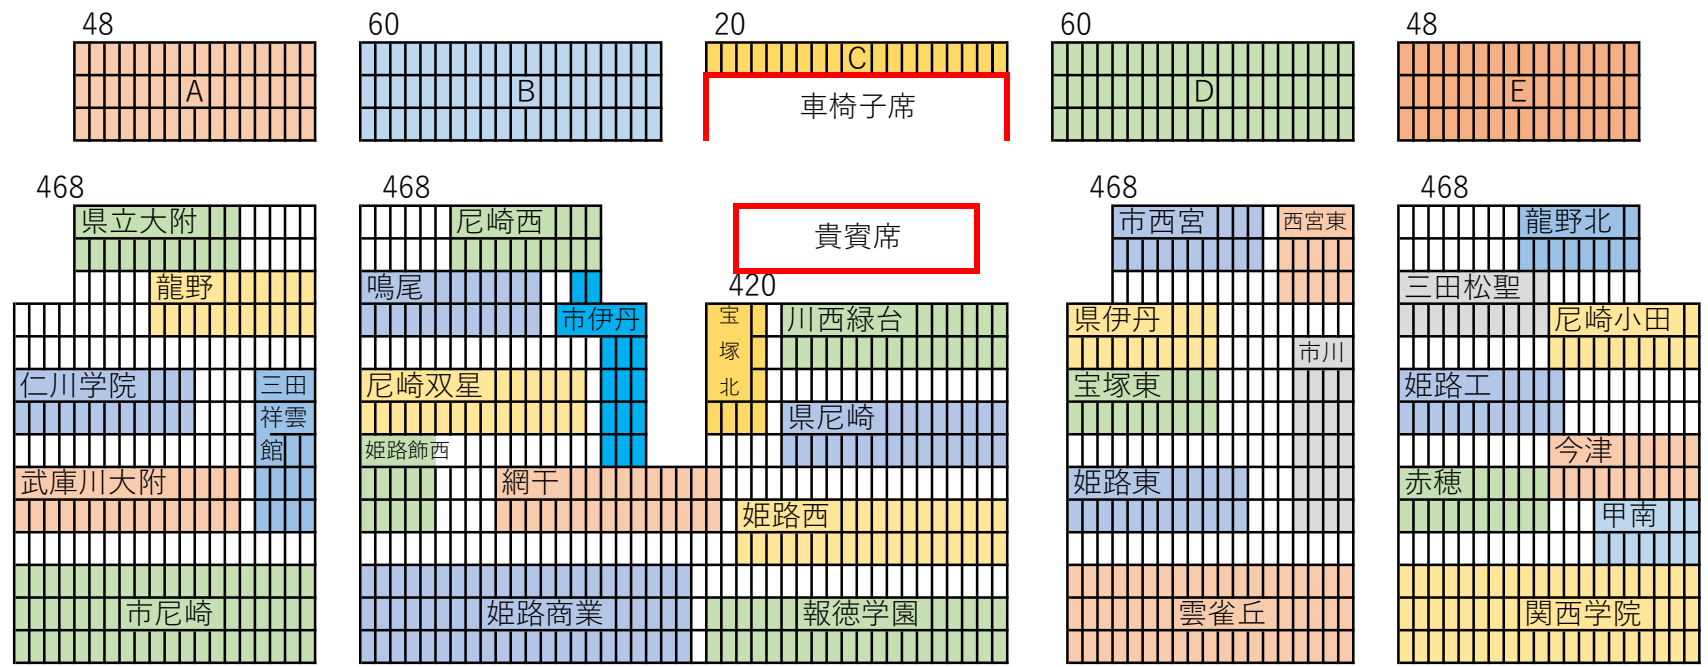 48
60
20
60
48
A
B
C
D
E
車椅子席
468
468
468
468
貴賓席
420
県立大附
尼崎西
市西宮
西宮東
龍野北
龍野
鳴尾
三田松聖
市伊丹
宝塚北
川西緑台
県伊丹
尼崎小田
市川
仁川学院
三田
祥雲
館
尼崎双星
県尼崎
宝塚東
姫路工
姫路飾西
今津
武庫川大附
網干
姫路東
赤穂
姫路西
甲南
市尼崎
姫路商業
報徳学園
雲雀丘
関西学院